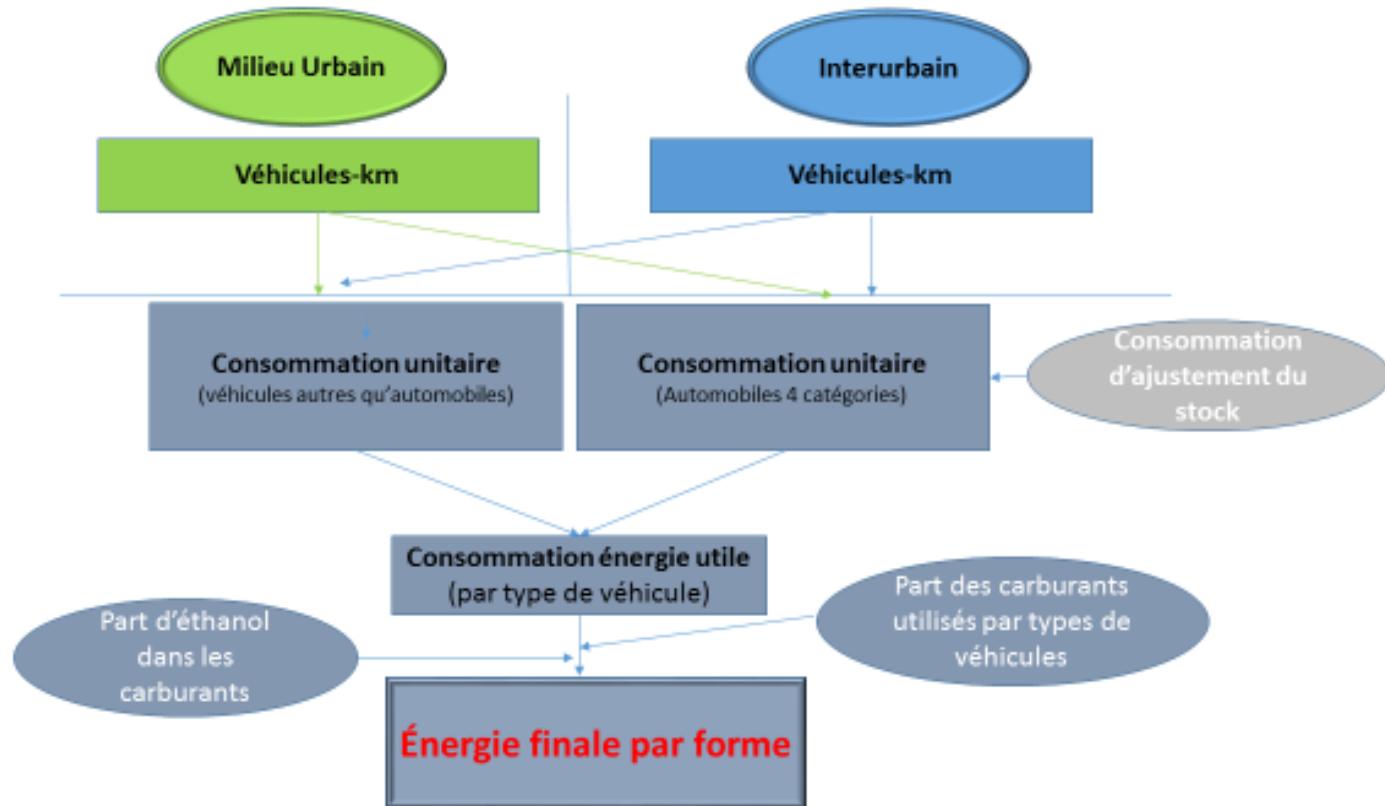 Milieu Urbain
Interurbain
Véhicules-km
Véhicules-km
Consommation unitaire
(véhicules autres qu'automobiles)
Consommation unitaire
(Automobiles 4 catégories)
Consommation
d'ajustement du
stock
Consommation énergie utile
(par type de véhicule)
Part d'éthanol
dans les
carburants
Part des carburants
utilisés par types de
véhicules
Énergie finale par forme